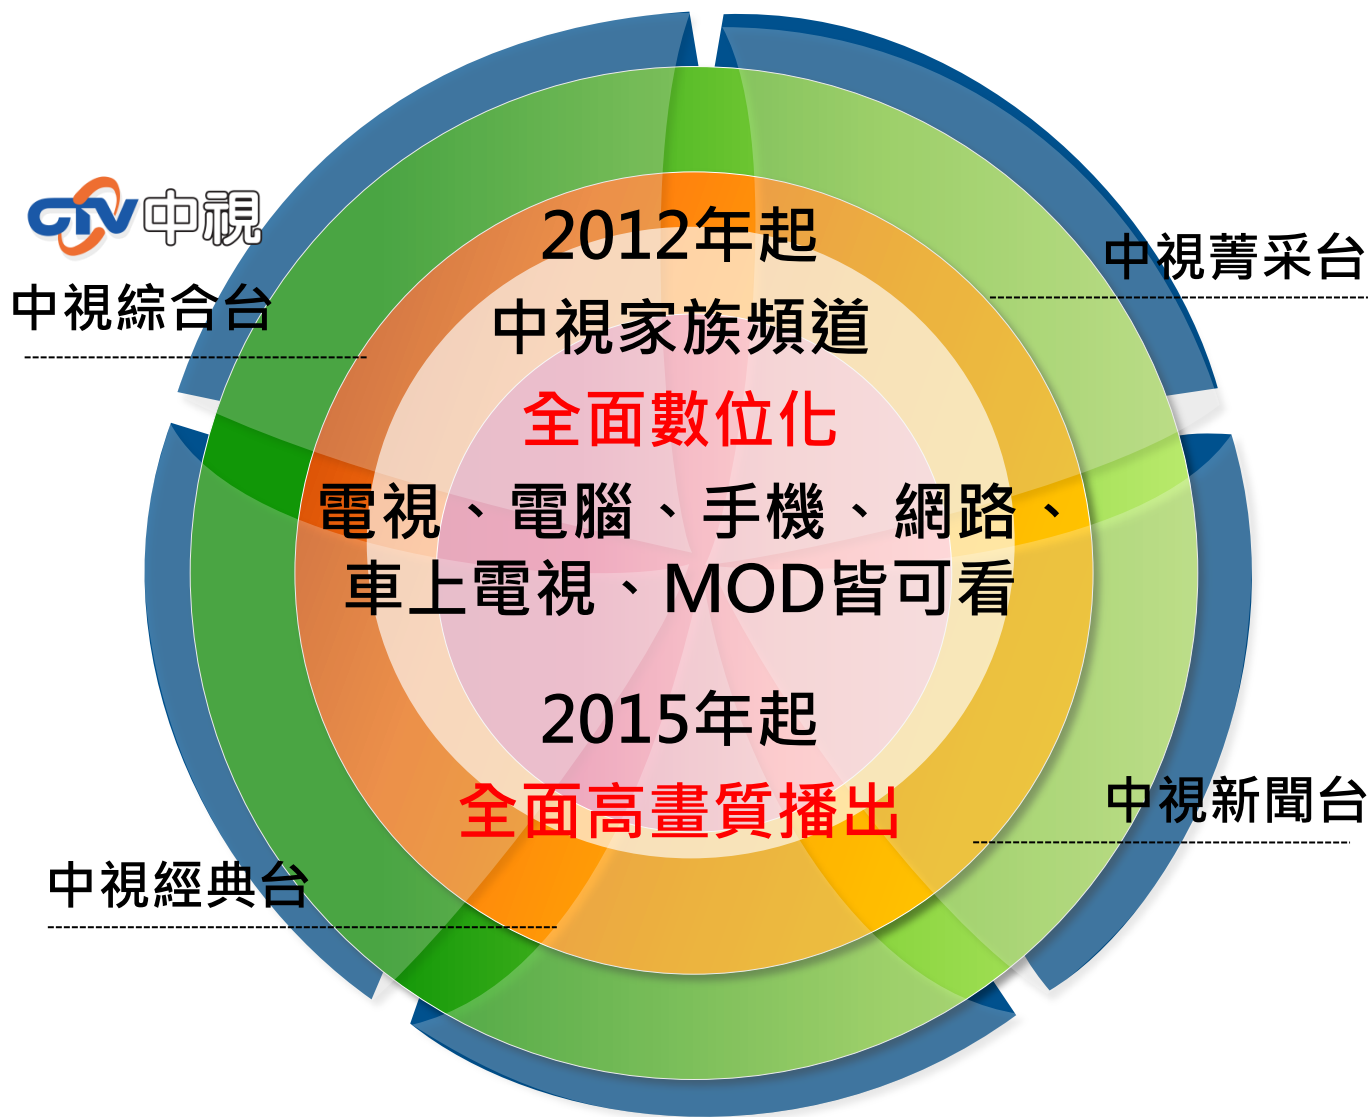 CTV中視
中視綜合台
中視菁采台
2012年起
中視家族頻道
全面數位化
電視、電腦、手機、網路、
車上電視、MOD皆可看
2015年起
全面高畫質播出
中視新聞台
中視經典台